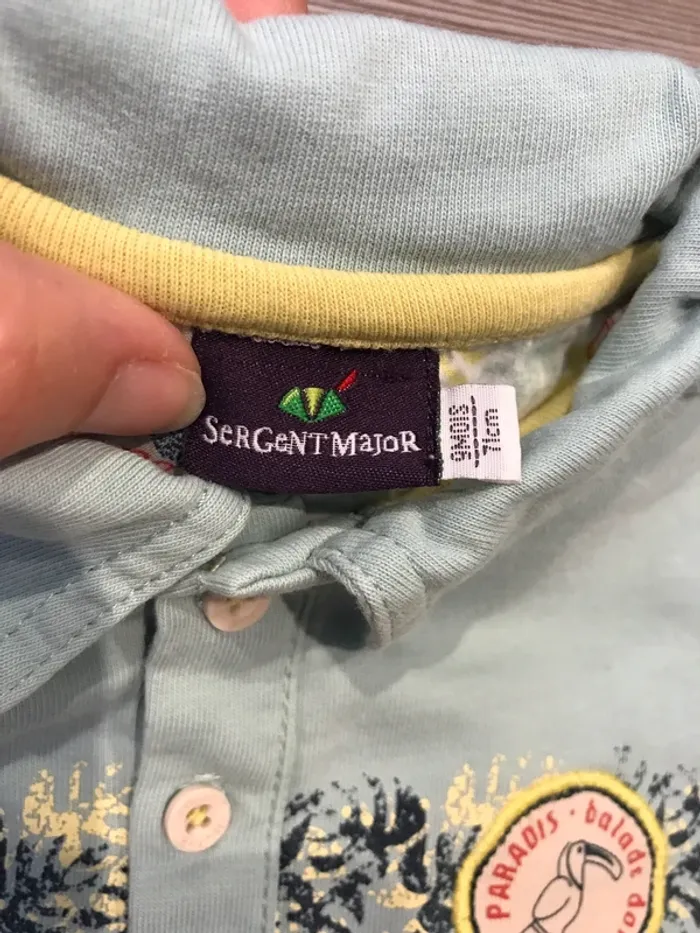 SeRGeNT MajoR
9MOIS
71cm
PARADIS · balade